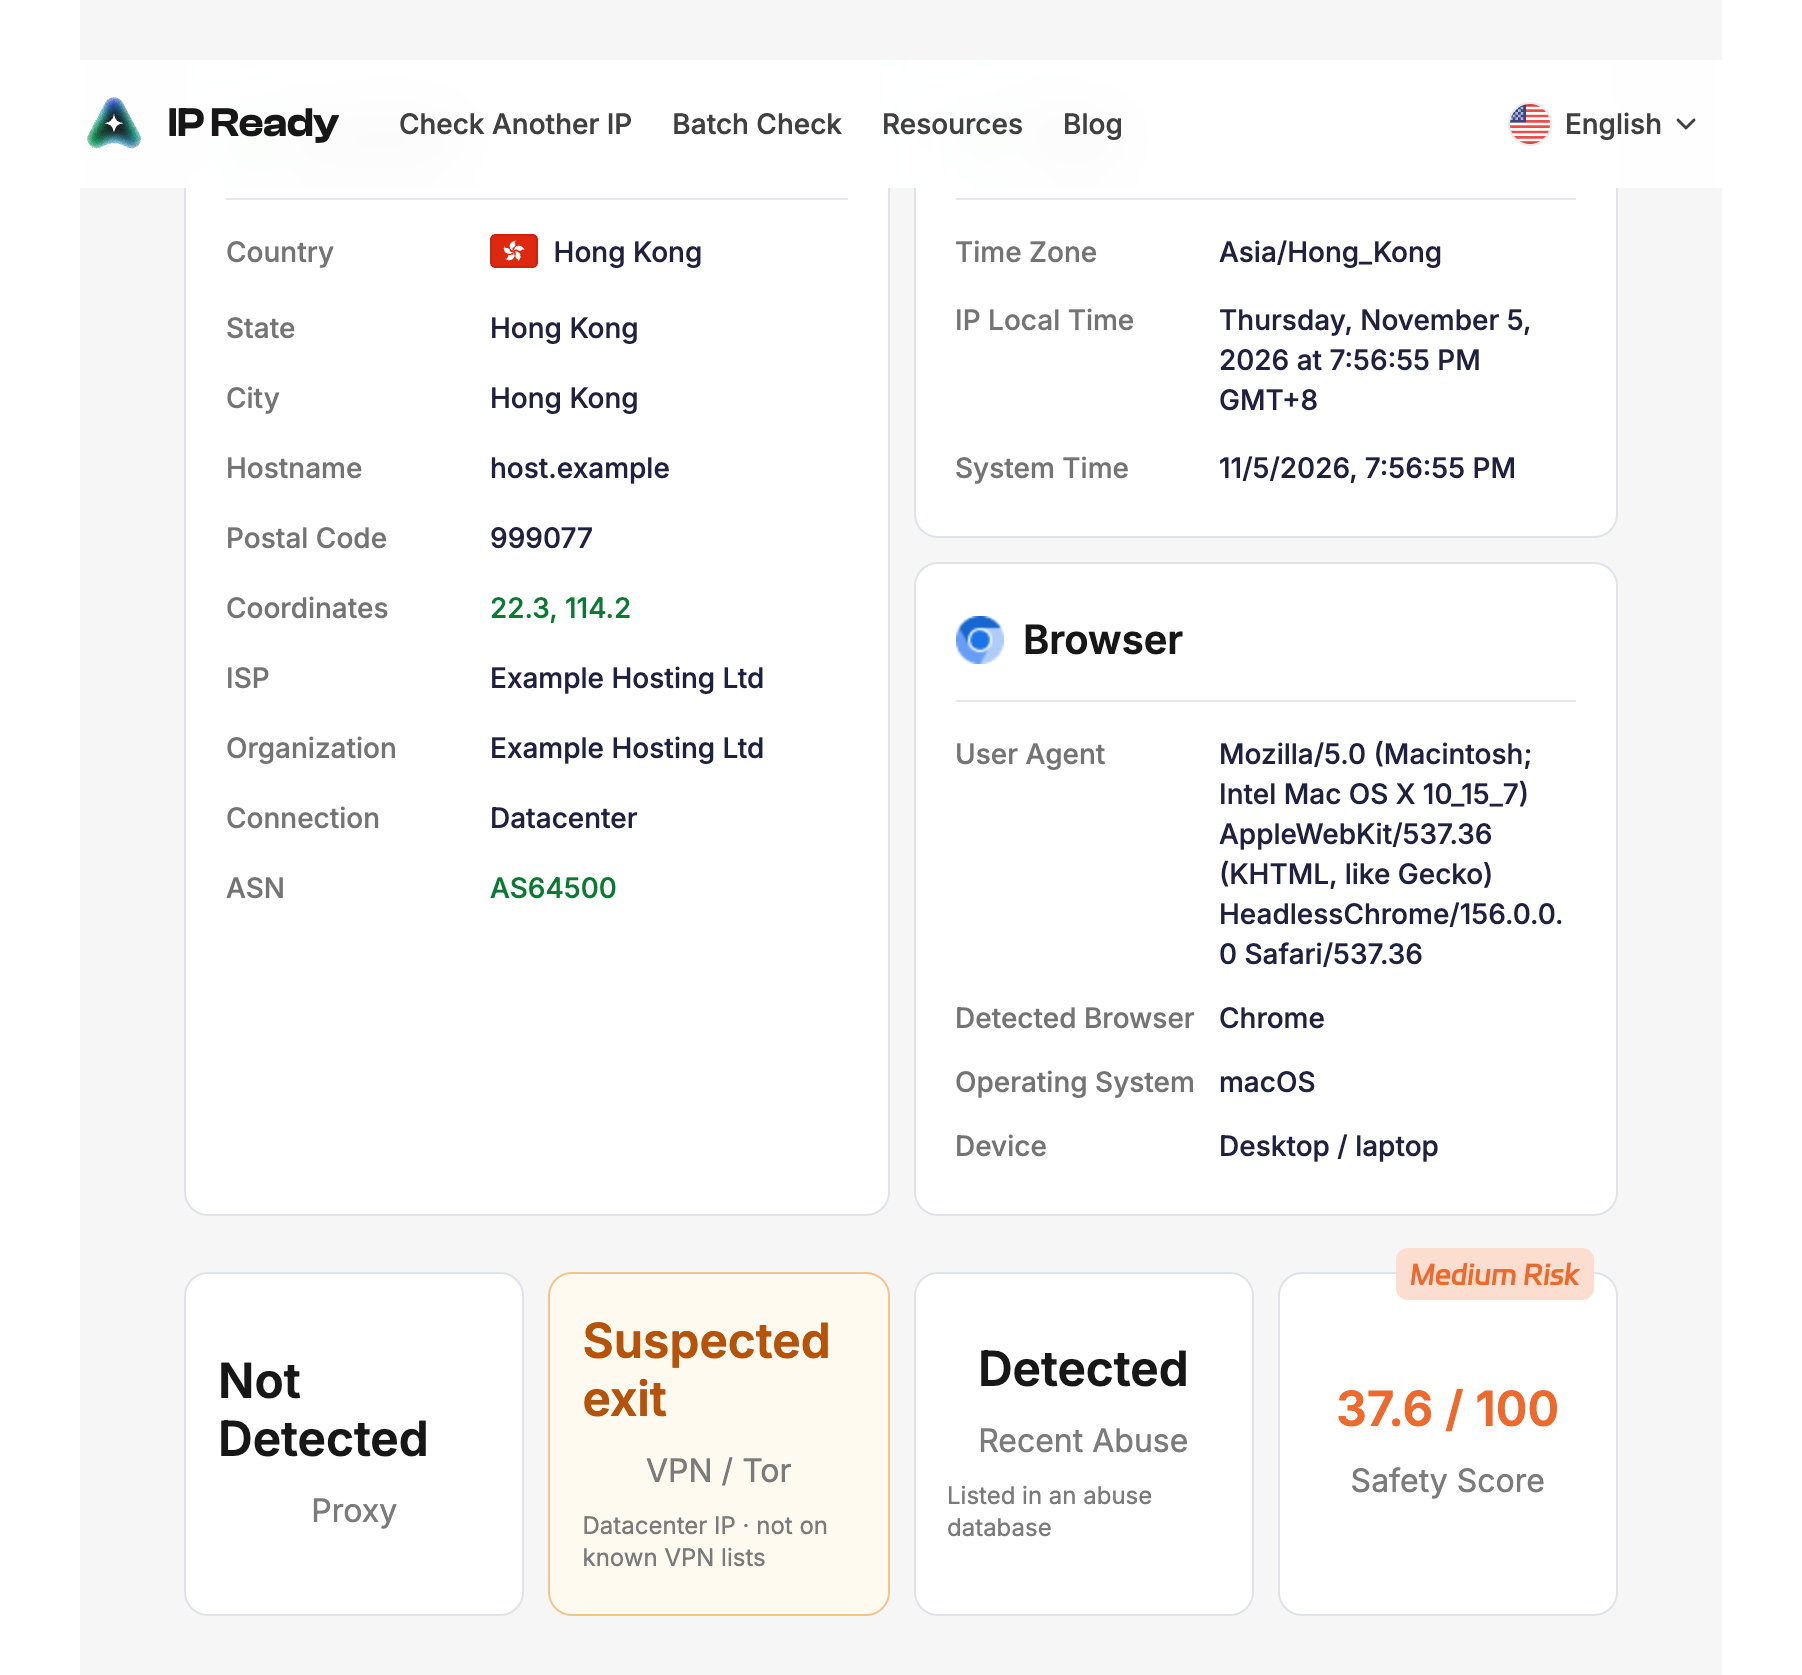 IP Ready
Check Another IP
Batch Check
Resources
Blog
English
Country
Hong Kong
State
Hong Kong
City
Hong Kong
Hostname
host.example
Postal Code
999077
Coordinates
22.3, 114.2
ISP
Example Hosting Ltd
Organization
Example Hosting Ltd
Connection
Datacenter
ASN
AS64500
Time Zone
Asia/Hong_Kong
IP Local Time
Thursday, November 5,
2026 at 7:56:55 PM
GMT+8
System Time
11/5/2026, 7:56:55 PM
Browser
User Agent
Mozilla/5.0 (Macintosh;
Intel Mac OS X 10_15_7)
AppleWebKit/537.36
(KHTML, like Gecko)
HeadlessChrome/156.0.0.
0 Safari/537.36
Detected Browser
Chrome
Operating System
macOS
Device
Desktop / laptop
Not
Detected
Proxy
Suspected
exit
VPN / Tor
Datacenter IP · not on
known VPN lists
Detected
Recent Abuse
Listed in an abuse
database
Medium Risk
37.6 / 100
Safety Score